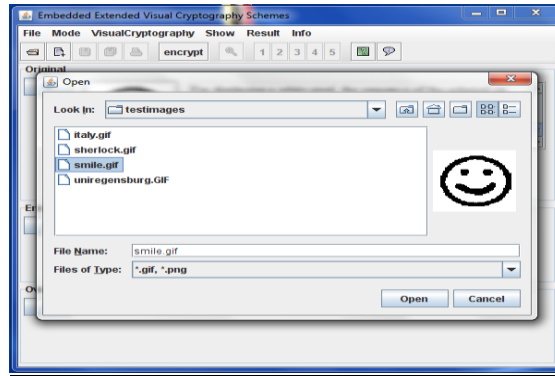 Embedded Extended Visual Cryptography Schemes
File Mode VisualCryptography Show Result Info
encrypt 1 2 3 4 5
Original
Open
Look In: testimages
italy.gif
sherlock.gif
smile.gif
uniregensburg.GIF
File Name: smile.gif
Files of Type: *.gif, *.png
Open Cancel